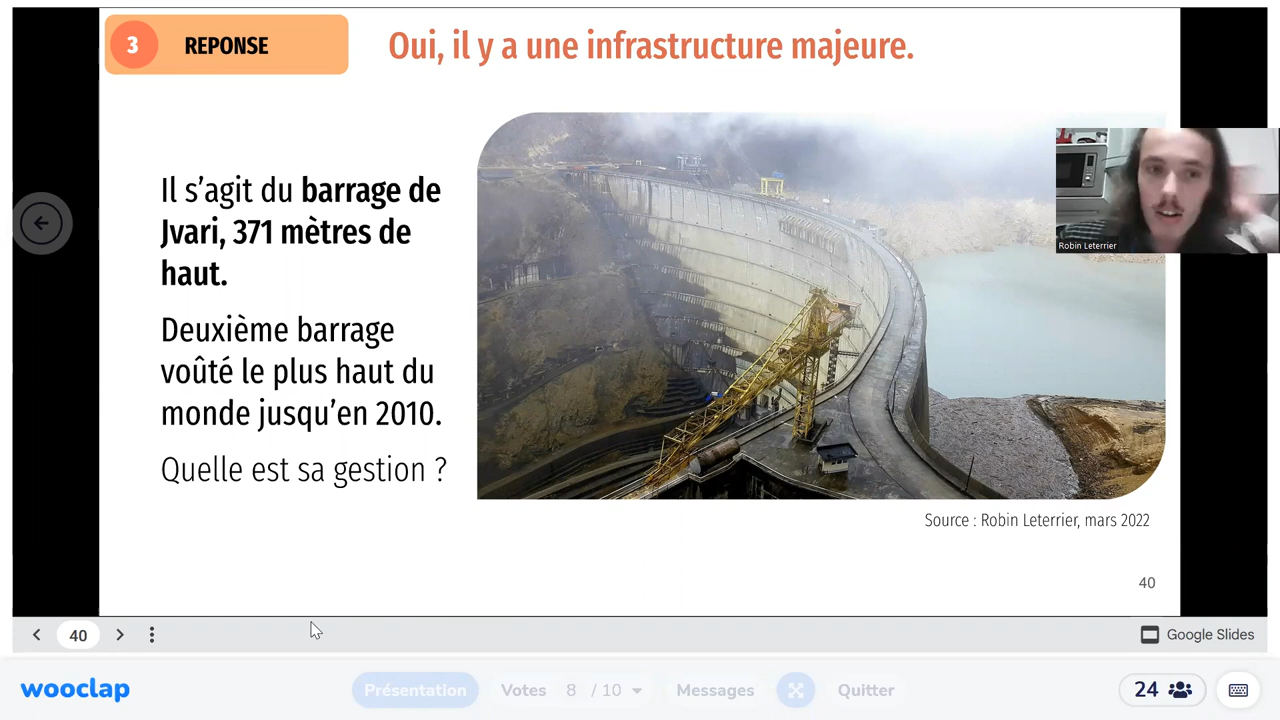 3 REPONSE
Oui, il y a une infrastructure majeure.
Il s'agit du barrage de
Jvari, 371 mètres de
haut.
Deuxième barrage
voûté le plus haut du
monde jusqu'en 2010.
Quelle est sa gestion ?
Robin Leterrier
Source : Robin Leterrier, mars 2022
40
40
Google Slides
wooclap
Présentation
Votes 8 / 10
Messages
Quitter
24